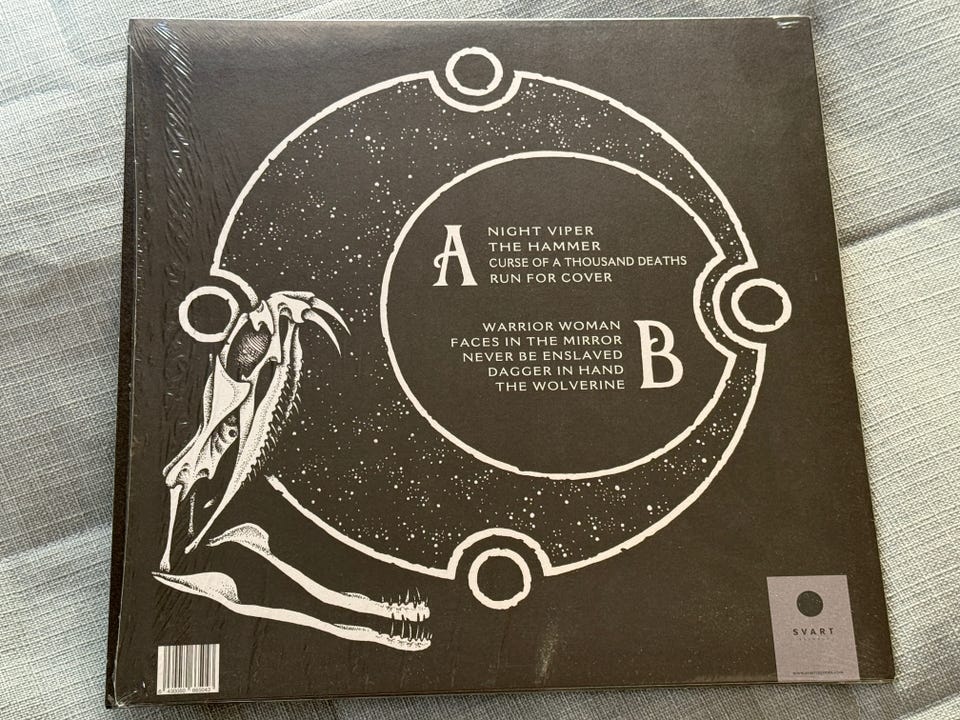 A
NIGHT VIPER
THE HAMMER
CURSE OF A THOUSAND DEATHS
RUN FOR COVER
WARRIOR WOMAN
FACES IN THE MIRROR
NEVER BE ENSLAVED
DAGGER IN HAND
THE WOLVERINE
B
SVART